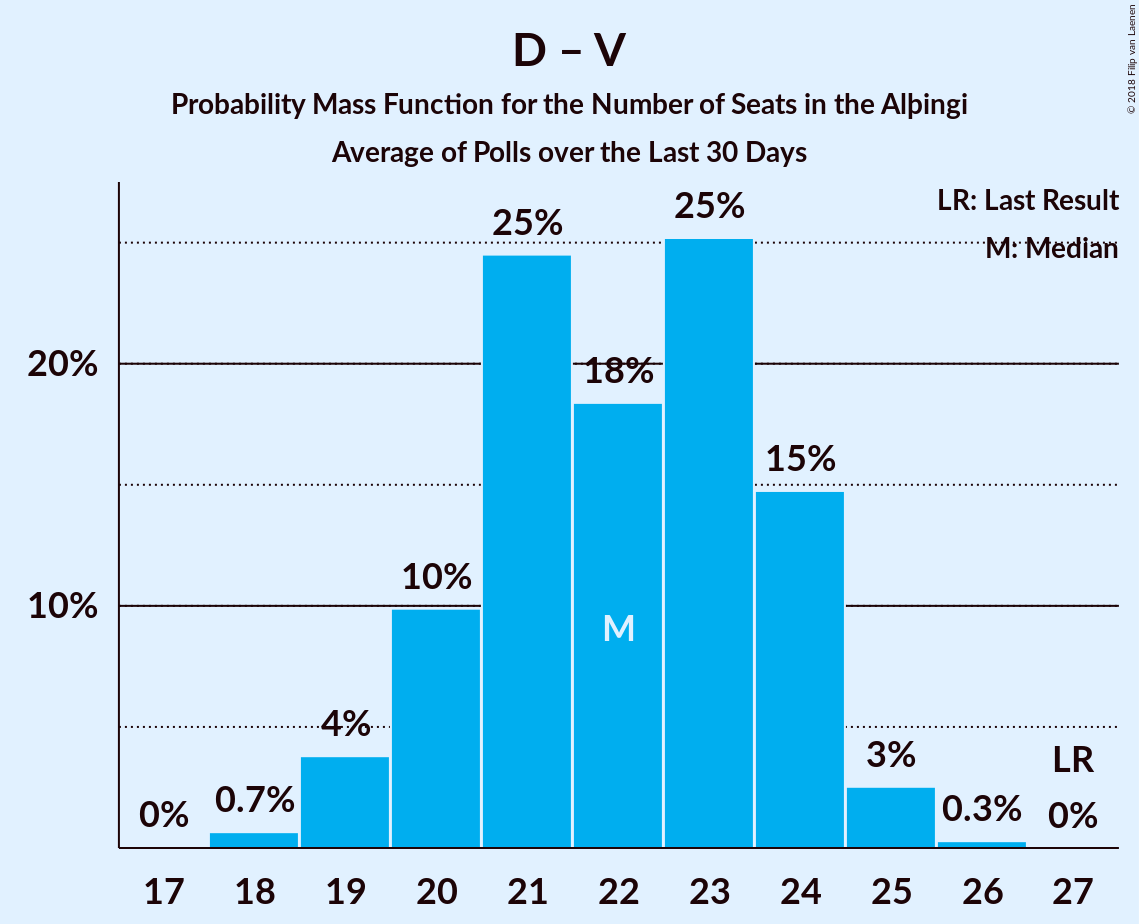 D – V
Probability Mass Function for the Number of Seats in the Alþingi
Average of Polls over the Last 30 Days
© 2018 Filip van Laenen
LR: Last Result
M: Median
20%
10%
0%
0.7%
4%
10%
25%
18%
25%
15%
3%
0.3%
0%
LR
M
17 18 19 20 21 22 23 24 25 26 27